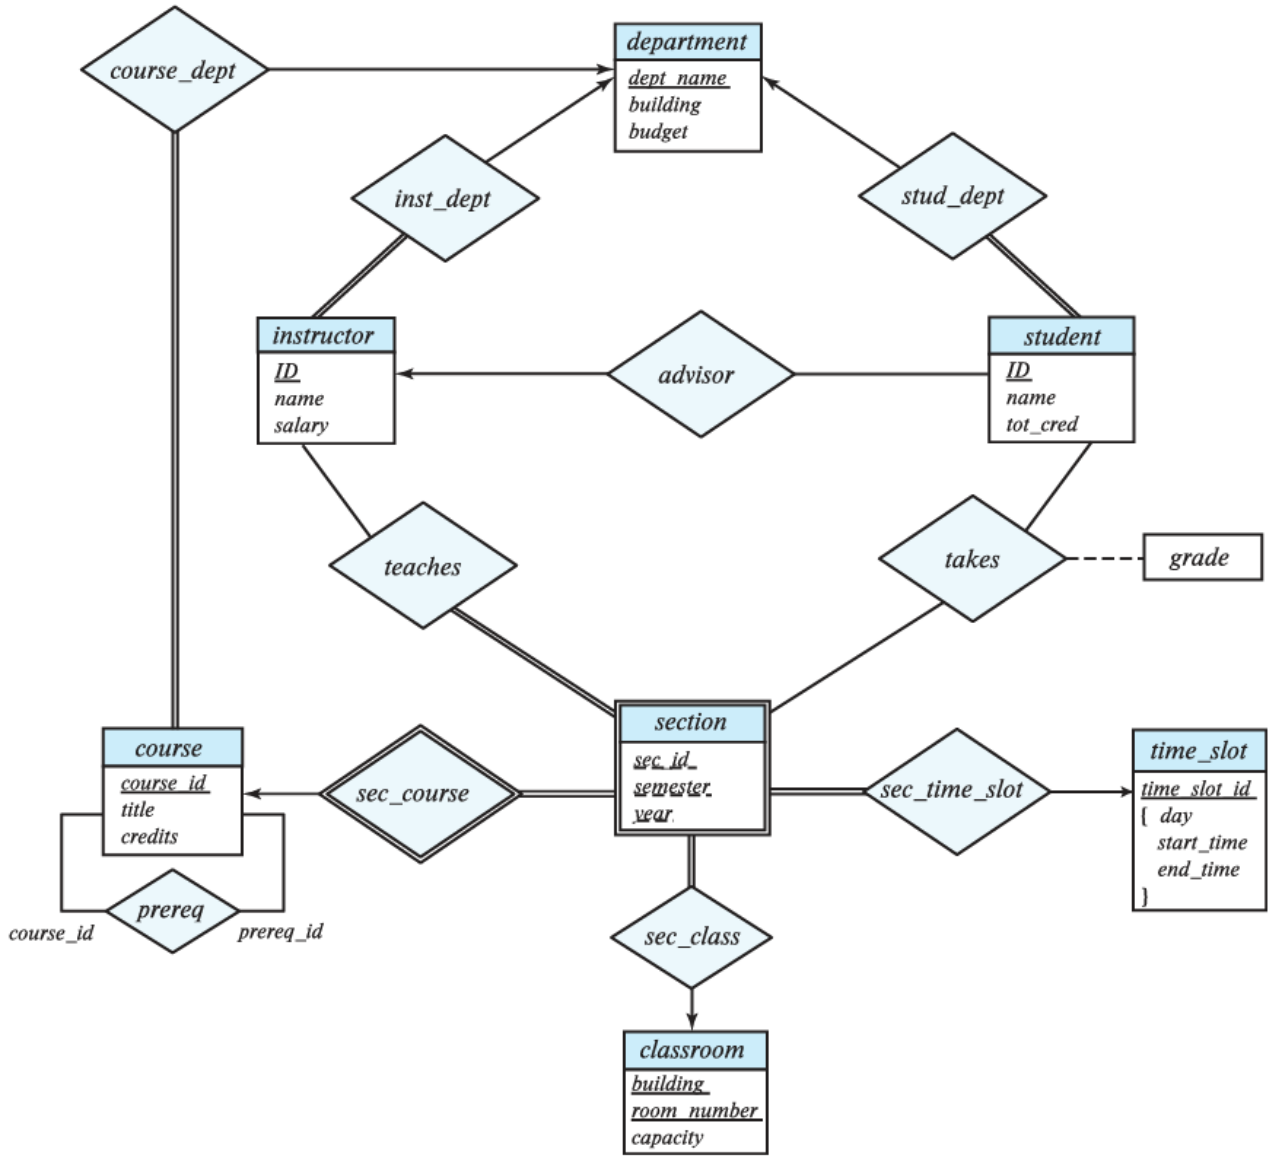 course_dept
department
dept_name
building
budget
inst_dept
stud_dept
instructor
ID
name
salary
advisor
student
ID
name
tot_cred
teaches
takes
grade
course
course_id
title
credits
sec_course
section
sec_id
semester
year
sec_time_slot
time_slot
time_slot_id
{ day
start_time
end_time
}
prereq
course_id
prereq_id
sec_class
classroom
building
room_number
capacity